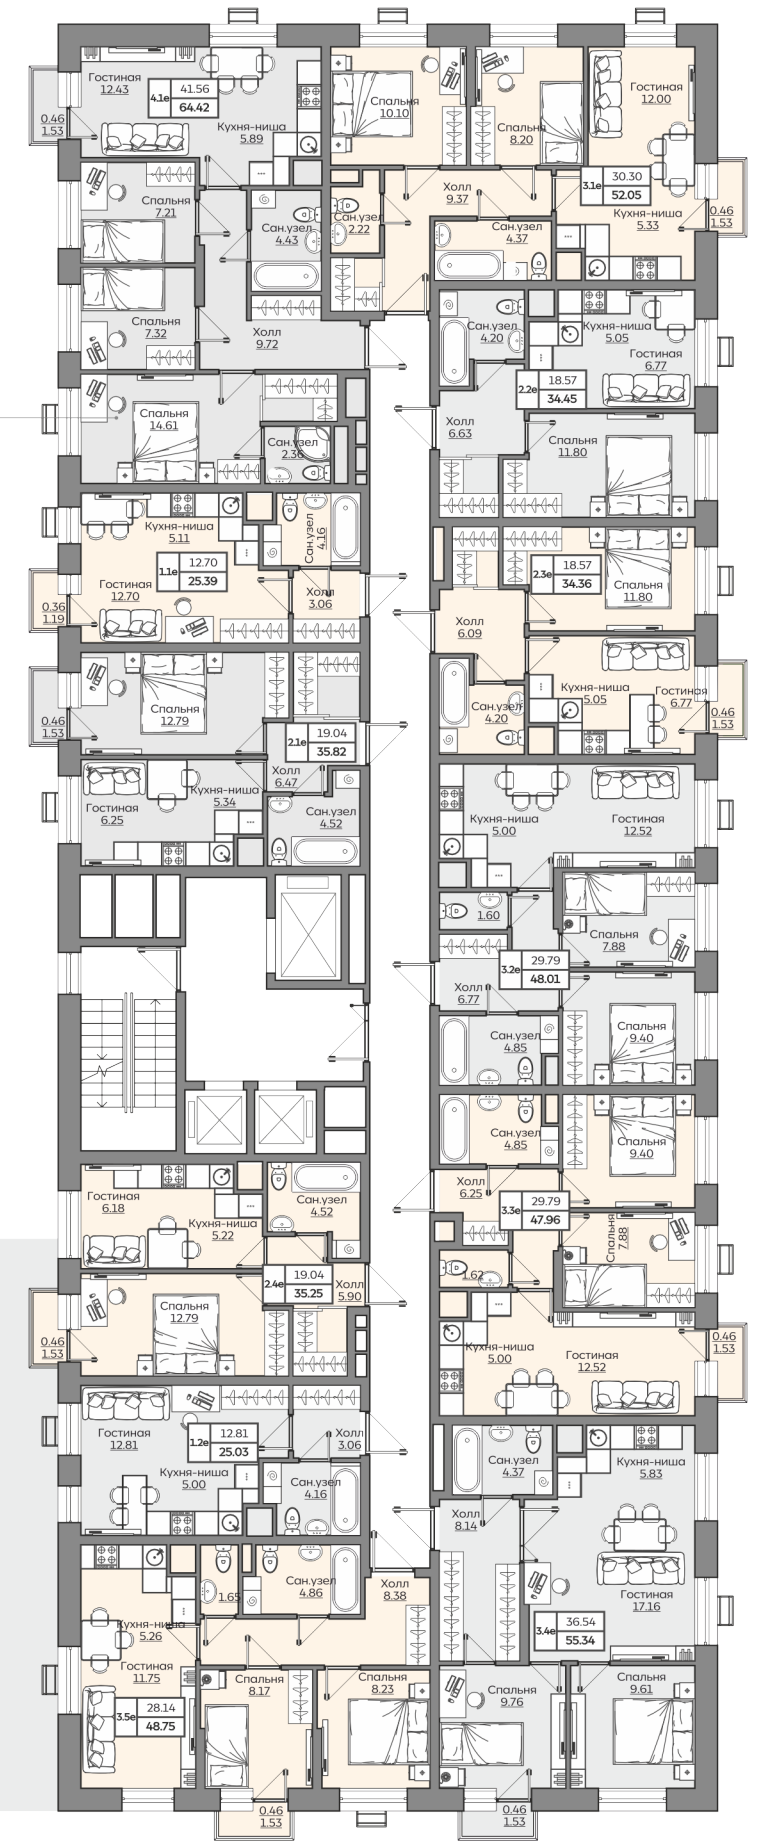 Гостиная
12.43
4.1е
41.56
64.42
Кухня-ниша
5.89
0.46
1.53
Спальня
7.21
Сан.узел
4.43
Спальня
7.32
Холл
9.72
Спальня
14.61
Сан.узел
2.36
Спальня
10.10
Спальня
8.20
Гостиная
12.00
Холл
9.37
3.1е
30.30
52.05
Кухня-ниша
5.33
0.46
1.53
Сан.узел
2.22
Сан.узел
4.37
Сан.узел
4.20
Кухня-ниша
5.05
6.77
2.2е
18.57
34.45
Холл
6.63
Спальня
11.80
Кухня-ниша
5.11
Сан.узел
4.16
1.1е
12.70
25.39
Гостиная
12.70
Холл
3.06
0.36
1.19
2.3е
18.57
34.36
Спальня
11.80
Холл
6.09
Кухня-ниша
5.05
Гостиная
6.77
Сан.узел
4.20
0.46
1.53
Спальня
12.79
0.46
1.53
2.1е
19.04
35.82
Холл
6.47
Кухня-ниша
5.34
Гостиная
6.25
Сан.узел
4.52
Кухня-ниша
5.00
Гостиная
12.52
1.60
Спальня
7.88
3.2е
29.79
48.01
Холл
6.77
Спальня
9.40
Сан.узел
4.85
Сан.узел
4.85
Спальня
9.40
Холл
6.25
3.3е
29.79
47.96
Спальня
7.88
1.62
Кухня-ниша
5.00
Гостиная
12.52
0.46
1.53
Гостиная
6.18
Сан.узел
4.52
Кухня-ниша
5.22
2.4е
19.04
35.25
Холл
5.90
Спальня
12.79
0.46
1.53
Гостиная
12.81
1.2е
12.81
25.03
Холл
3.06
Кухня-ниша
5.00
Сан.узел
4.16
Сан.узел
4.37
Кухня-ниша
5.83
Холл
8.14
Гостиная
17.16
3.4е
36.54
55.34
Спальня
9.76
Спальня
9.61
0.46
1.53
1.65
Сан.узел
4.86
Холл
8.38
Кухня-ниша
5.26
Гостиная
11.75
3.5е
28.14
48.75
Спальня
8.17
Спальня
8.23
0.46
1.53